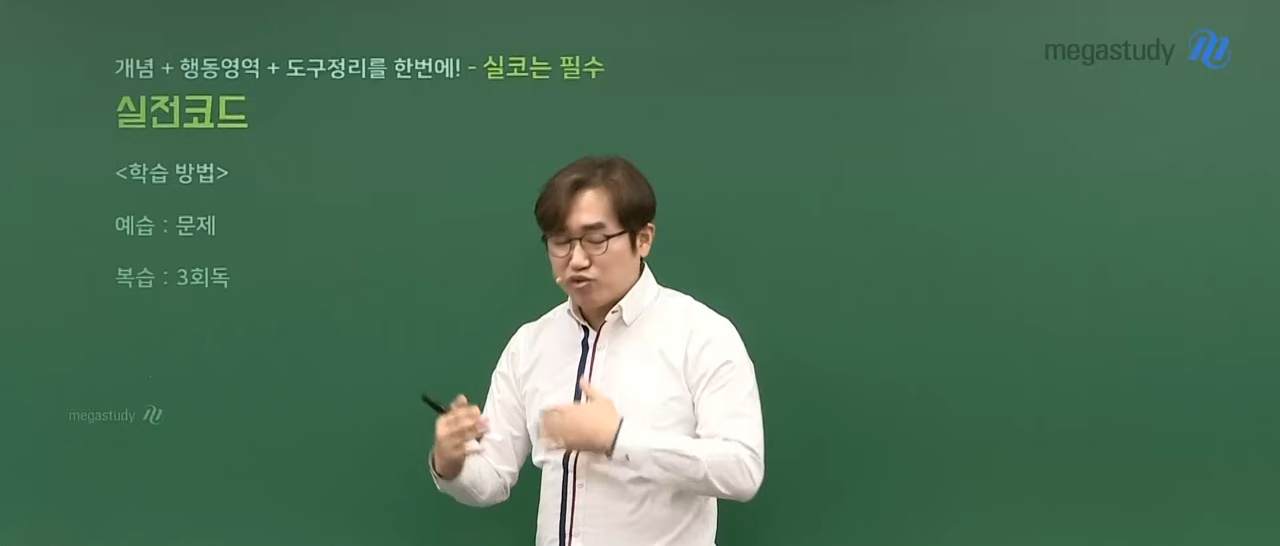 개념 + 행동영역 + 도구정리를 한번에! - 실코는 필수
megastudy
실전코드
<학습 방법>
예습 : 문제
복습 : 3회독
megastudy